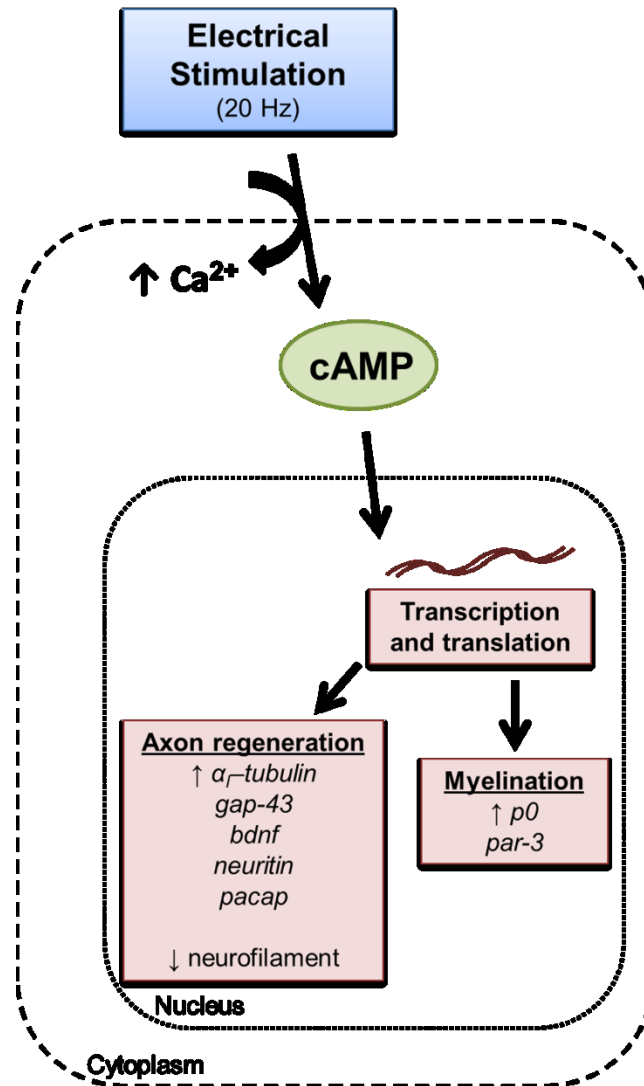 Electrical
Stimulation
(20 Hz)
↑ Ca²⁺
cAMP
Transcription
and translation
Axon regeneration
↑ α┌–tubulin
gap-43
bdnf
neuritin
pacap
↓ neurofilament
Myelination
↑ p0
par-3
Nucleus
Cytoplasm